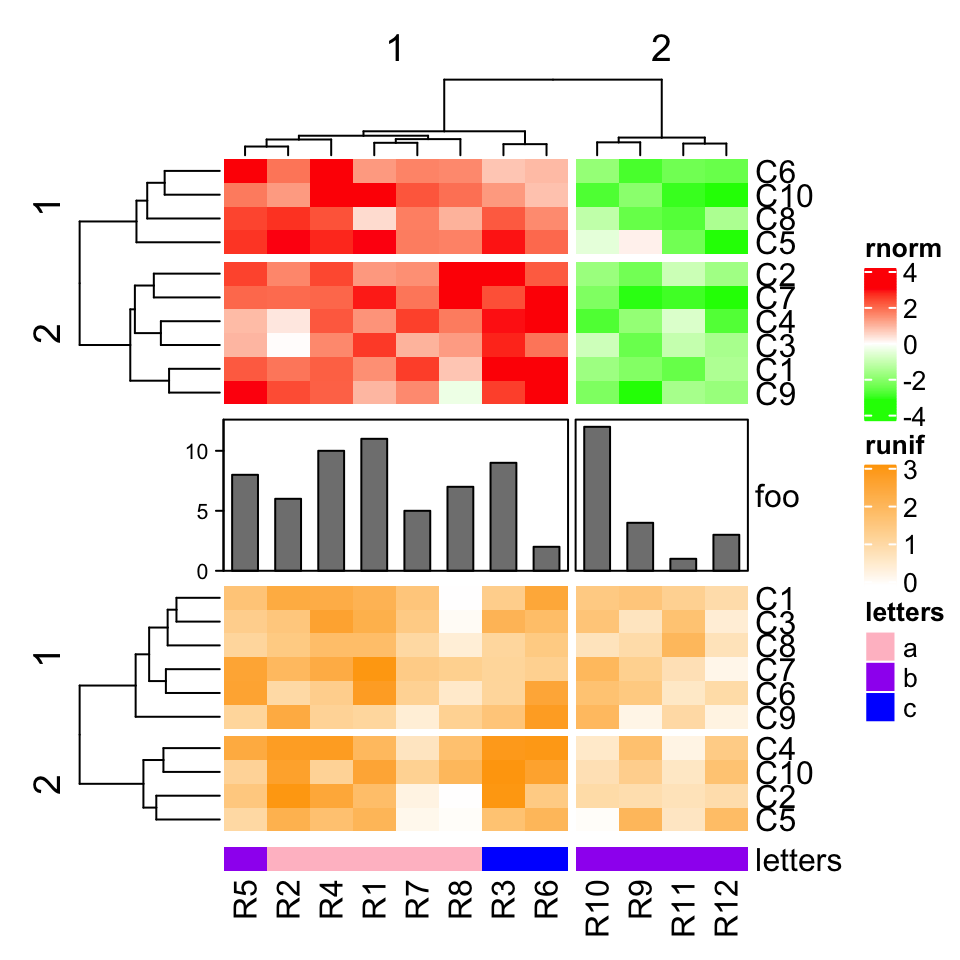 1 2
1
C6
C10
C8
C5
2
C2
C7
C4
C3
C1
C9
10
5
0
foo
1
C1
C3
C8
C7
C6
C9
2
C4
C10
C2
C5
letters
R5 R2 R4 R1 R7 R8 R3 R6 R10 R9 R11 R12
rnorm
4
2
0
-2
-4
runif
3
2
1
0
letters
a
b
c